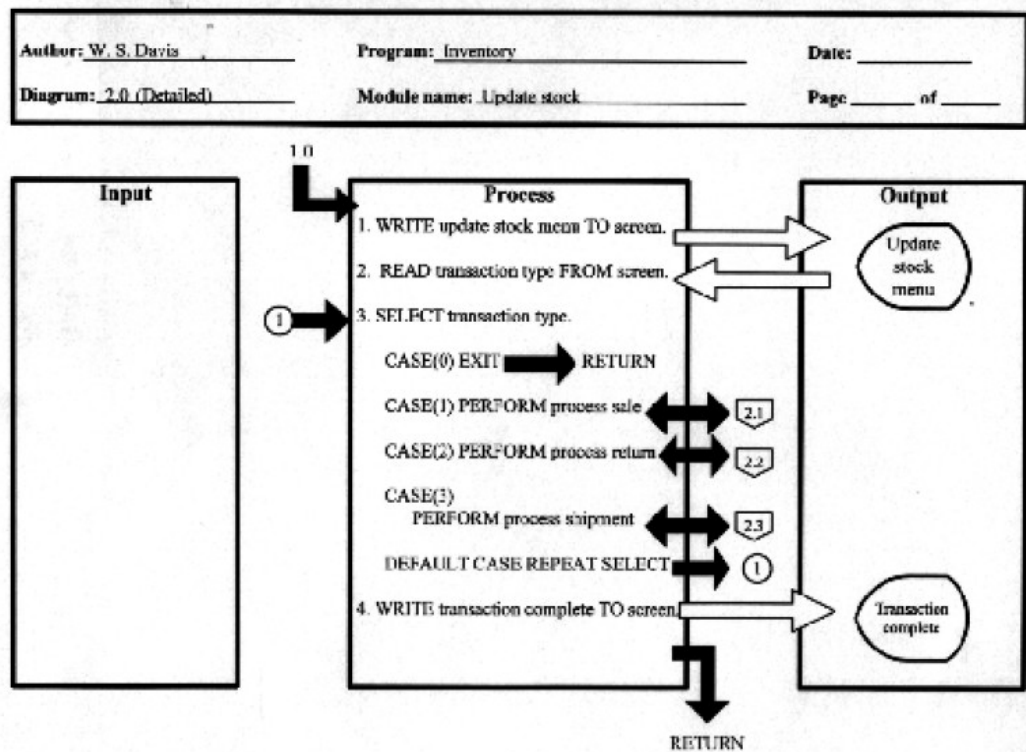 Author: W. S. Davis Program: Inventory Date:
Diagram: 2.0 (Detailed) Module name: Update stock Page of
1.0
Input Process Output
1. WRITE update stock menu TO screen.
Update
stock
menu
2. READ transaction type FROM screen.
1 3. SELECT transaction type.
CASE(0) EXIT RETURN
CASE(1) PERFORM process sale 2.1
CASE(2) PERFORM process return 2.2
CASE(3)
PERFORM process shipment 2.3
DEFAULT CASE REPEAT SELECT 1
4. WRITE transaction complete TO screen.
Transaction
complete
RETURN